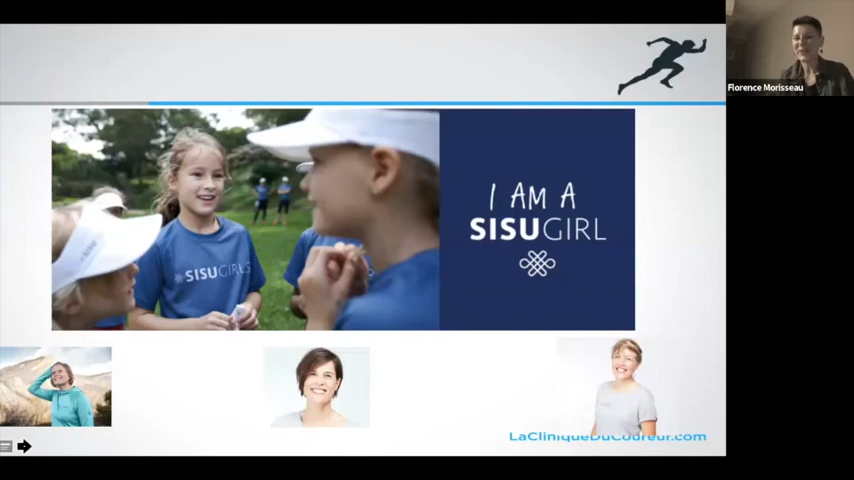 Florence Morisseau
I AM A
SISUGIRL
SISUGIRLS
LaCliniqueDuCoureur.com